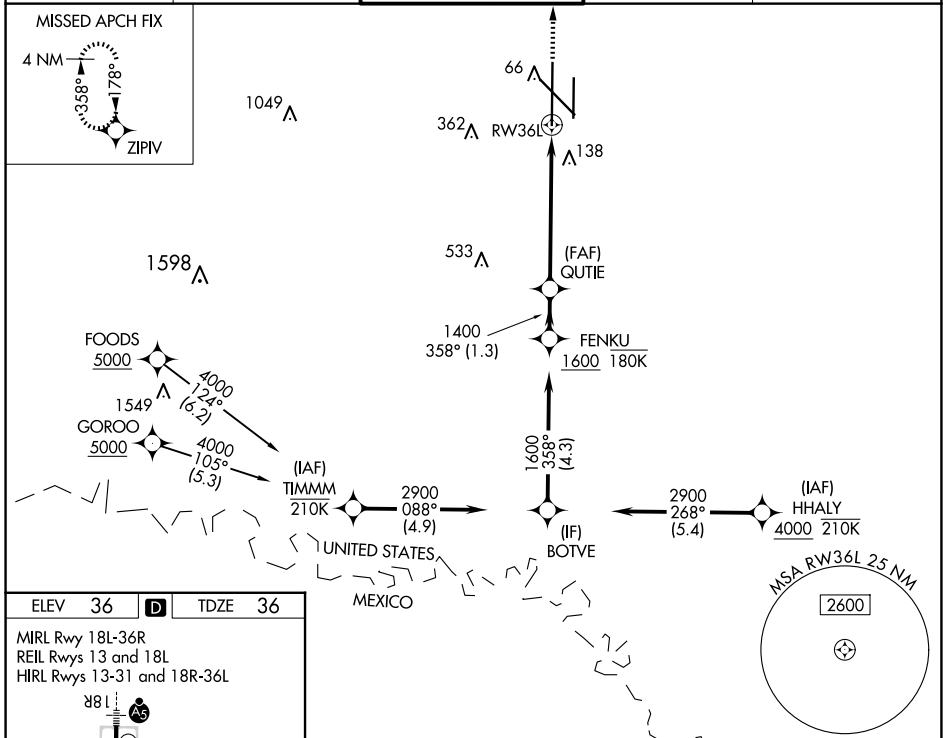 MISSED APCH FIX
4 NM
358°
178°
ZIPIV
1049
66
362
RW36L
138
1598
533
(FAF)
QUTIE
1400
358° (1.3)
FENKU
1600 180K
FOODS
5000
4000
124°
(6.2)
1549
GOROO
5000
4000
105°
(5.3)
(IAF)
TIMMM
210K
2900
088°
(4.9)
1600
358°
(4.3)
(IF)
BOTVE
2900
268°
(5.4)
(IAF)
HHALY
4000 210K
UNITED STATES
MEXICO
MSA RW36L 25 NM
2600
ELEV 36 D TDZE 36
MIRL Rwy 18L-36R
REIL Rwys 13 and 18L
HIRL Rwys 13-31 and 18R-36L
18R
A5